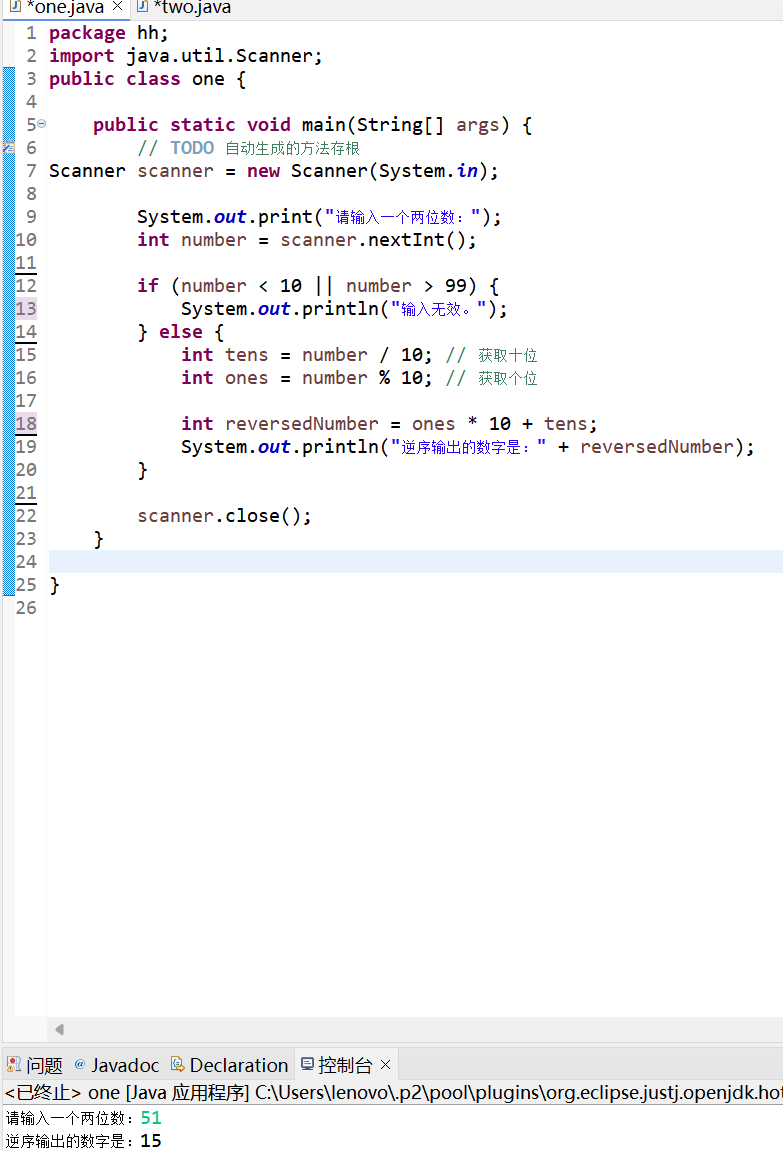 *one.java × *two.java
1 package hh;
2 import java.util.Scanner;
3 public class one {
4
5 public static void main(String[] args) {
6 // TODO 自动生成的方法存根
7 Scanner scanner = new Scanner(System.in);
8
9 System.out.print("请输入一个两位数: ");
10 int number = scanner.nextInt();
11
12 if (number < 10 || number > 99) {
13 System.out.println("输入无效。");
14 } else {
15 int tens = number / 10; // 获取十位
16 int ones = number % 10; // 获取个位
17
18 int reversedNumber = ones * 10 + tens;
19 System.out.println("逆序输出的数字是: " + reversedNumber);
20 }
21
22 scanner.close();
23 }
24
25 }
26
问题 @ Javadoc Declaration 控制台 ×
<已终止> one [Java 应用程序] C:\Users\lenovo\.p2\pool\plugins\org.eclipse.justj.openjdk.hot
请输入一个两位数: 51
逆序输出的数字是: 15